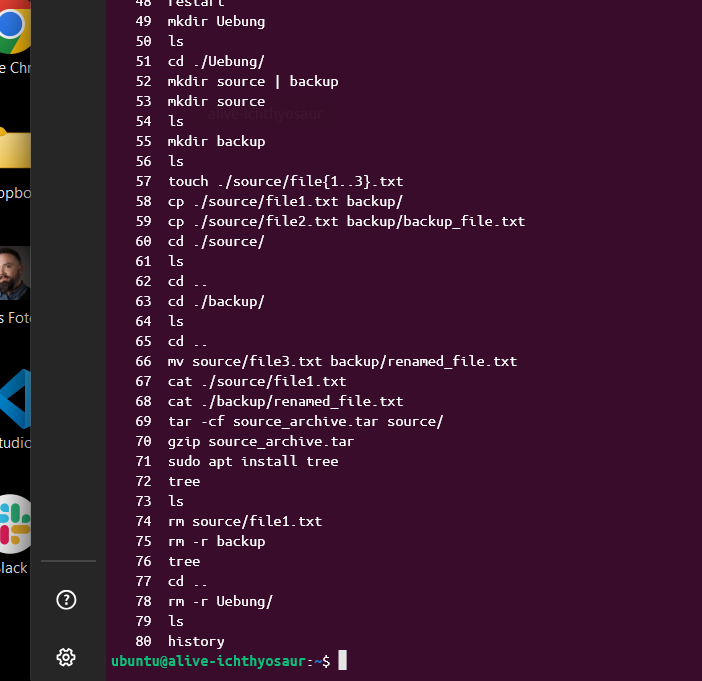 48 restart
49 mkdir Uebung
50 ls
51 cd ./Uebung/
52 mkdir source | backup
53 mkdir source
alive-ichthyosaur
54 ls
55 mkdir backup
56 ls
57 touch ./source/file{1..3}.txt
58 cp ./source/file1.txt backup/
59 cp ./source/file2.txt backup/backup_file.txt
60 cd ./source/
61 ls
62 cd ..
63 cd ./backup/
64 ls
65 cd ..
66 mv source/file3.txt backup/renamed_file.txt
67 cat ./source/file1.txt
68 cat ./backup/renamed_file.txt
69 tar -cf source_archive.tar source/
70 gzip source_archive.tar
71 sudo apt install tree
72 tree
73 ls
74 rm source/file1.txt
75 rm -r backup
76 tree
77 cd ..
78 rm -r Uebung/
79 ls
80 history
ubuntu@alive-ichthyosaur:~$
e Chr
opbo
s Fot
tudio
lack